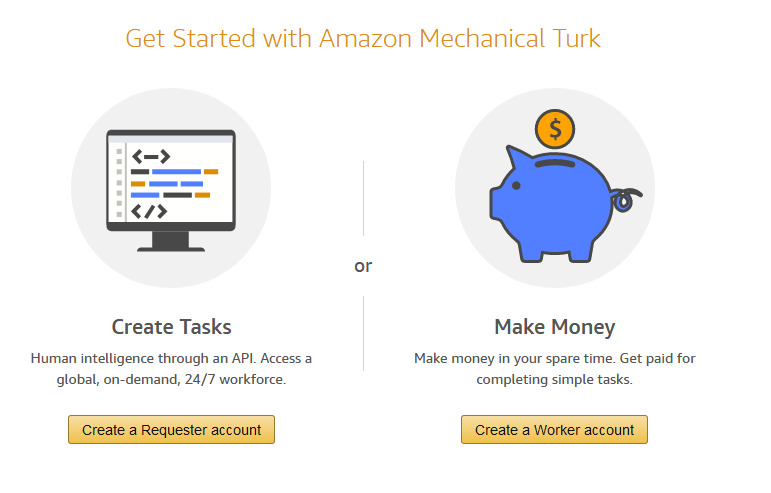 Get Started with Amazon Mechanical Turk
$
<-->
</>
or
Create Tasks
Human intelligence through an API. Access a
global, on-demand, 24/7 workforce.
Create a Requester account
Make Money
Make money in your spare time. Get paid for
completing simple tasks.
Create a Worker account